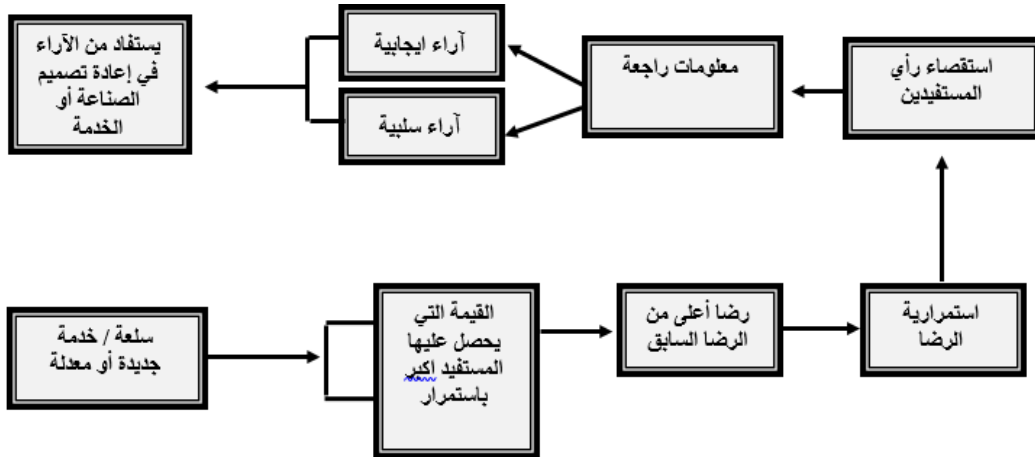 استقصاء رأي
المستفيدين
معلومات راجعة
آراء ايجابية
آراء سلبية
يستفاد من الآراء
في إعادة تصميم
الصناعة أو
الخدمة
سلعة / خدمة
جديدة أو معدلة
القيمة التي
يحصل عليها
المستفيد اكبر
باستمرار
رضا أعلى من
الرضا السابق
استمرارية
الرضا